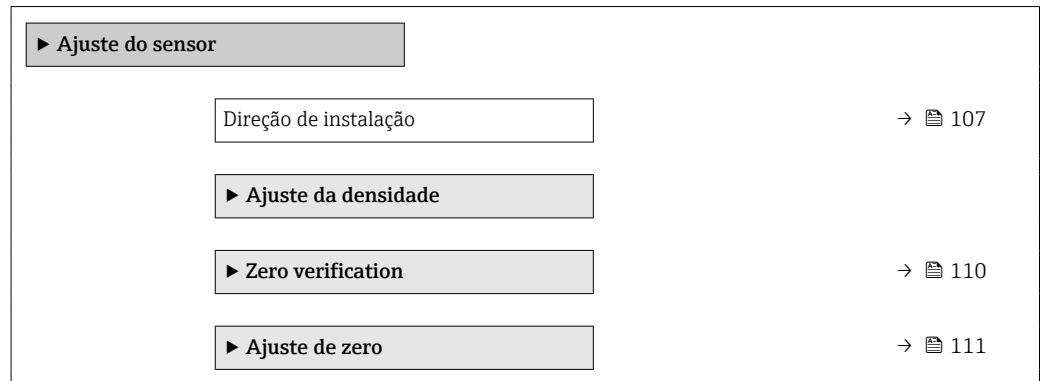 ▶ Ajuste do sensor
Direção de instalação → 107
▶ Ajuste da densidade
▶ Zero verification → 110
▶ Ajuste de zero → 111